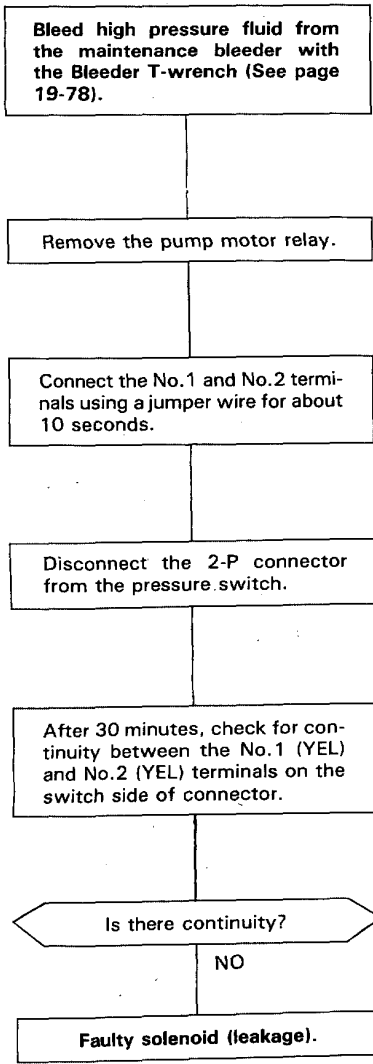 Bleed high pressure fluid from
the maintenance bleeder with
the Bleeder T-wrench (See page
19-78).
Remove the pump motor relay.
Connect the No.1 and No.2 termi-
nals using a jumper wire for about
10 seconds.
Disconnect the 2-P connector
from the pressure switch.
After 30 minutes, check for con-
tinuity between the No.1 (YEL)
and No.2 (YEL) terminals on the
switch side of connector.
Is there continuity?
NO
Faulty solenoid (leakage).